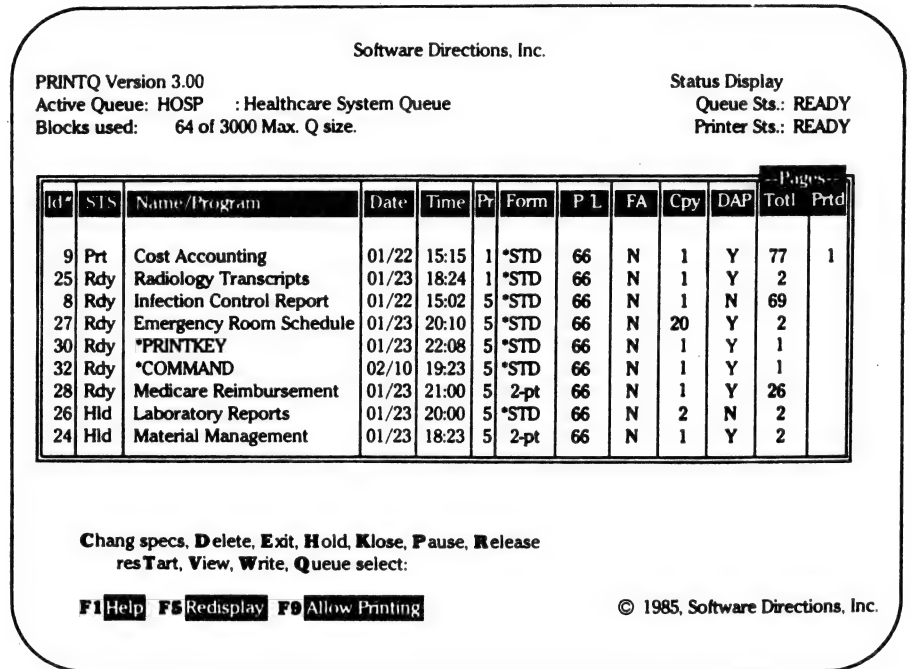 Software Directions, Inc.
PRINTQ Version 3.00 Status Display
Active Queue: HOSP : Healthcare System Queue Queue Sts.: READY
Blocks used: 64 of 3000 Max. Q size. Printer Sts.: READY
--Pages--
Id# STS Name/Program Date Time Pr Form P L FA Cpy DAP Totl Prtd
9 Prt Cost Accounting 01/22 15:15 1 *STD 66 N 1 Y 77 1
25 Rdy Radiology Transcripts 01/23 18:24 1 *STD 66 N 1 Y 2
8 Rdy Infection Control Report 01/22 15:02 5 *STD 66 N 1 N 69
27 Rdy Emergency Room Schedule 01/23 20:10 5 *STD 66 N 20 Y 2
30 Rdy *PRINTKEY 01/23 22:08 5 *STD 66 N 1 Y 1
32 Rdy *COMMAND 02/10 19:23 5 *STD 66 N 1 Y 1
28 Rdy Medicare Reimbursement 01/23 21:00 5 2-pt 66 N 1 Y 26
26 Hld Laboratory Reports 01/23 20:00 5 *STD 66 N 2 N 2
24 Hld Material Management 01/23 18:23 5 2-pt 66 N 1 Y 2
Chang specs, Delete, Exit, Hold, Klose, Pause, Release
resTart, View, Write, Queue select:
F1 Help F5 Redisplay F9 Allow Printing © 1985, Software Directions, Inc.